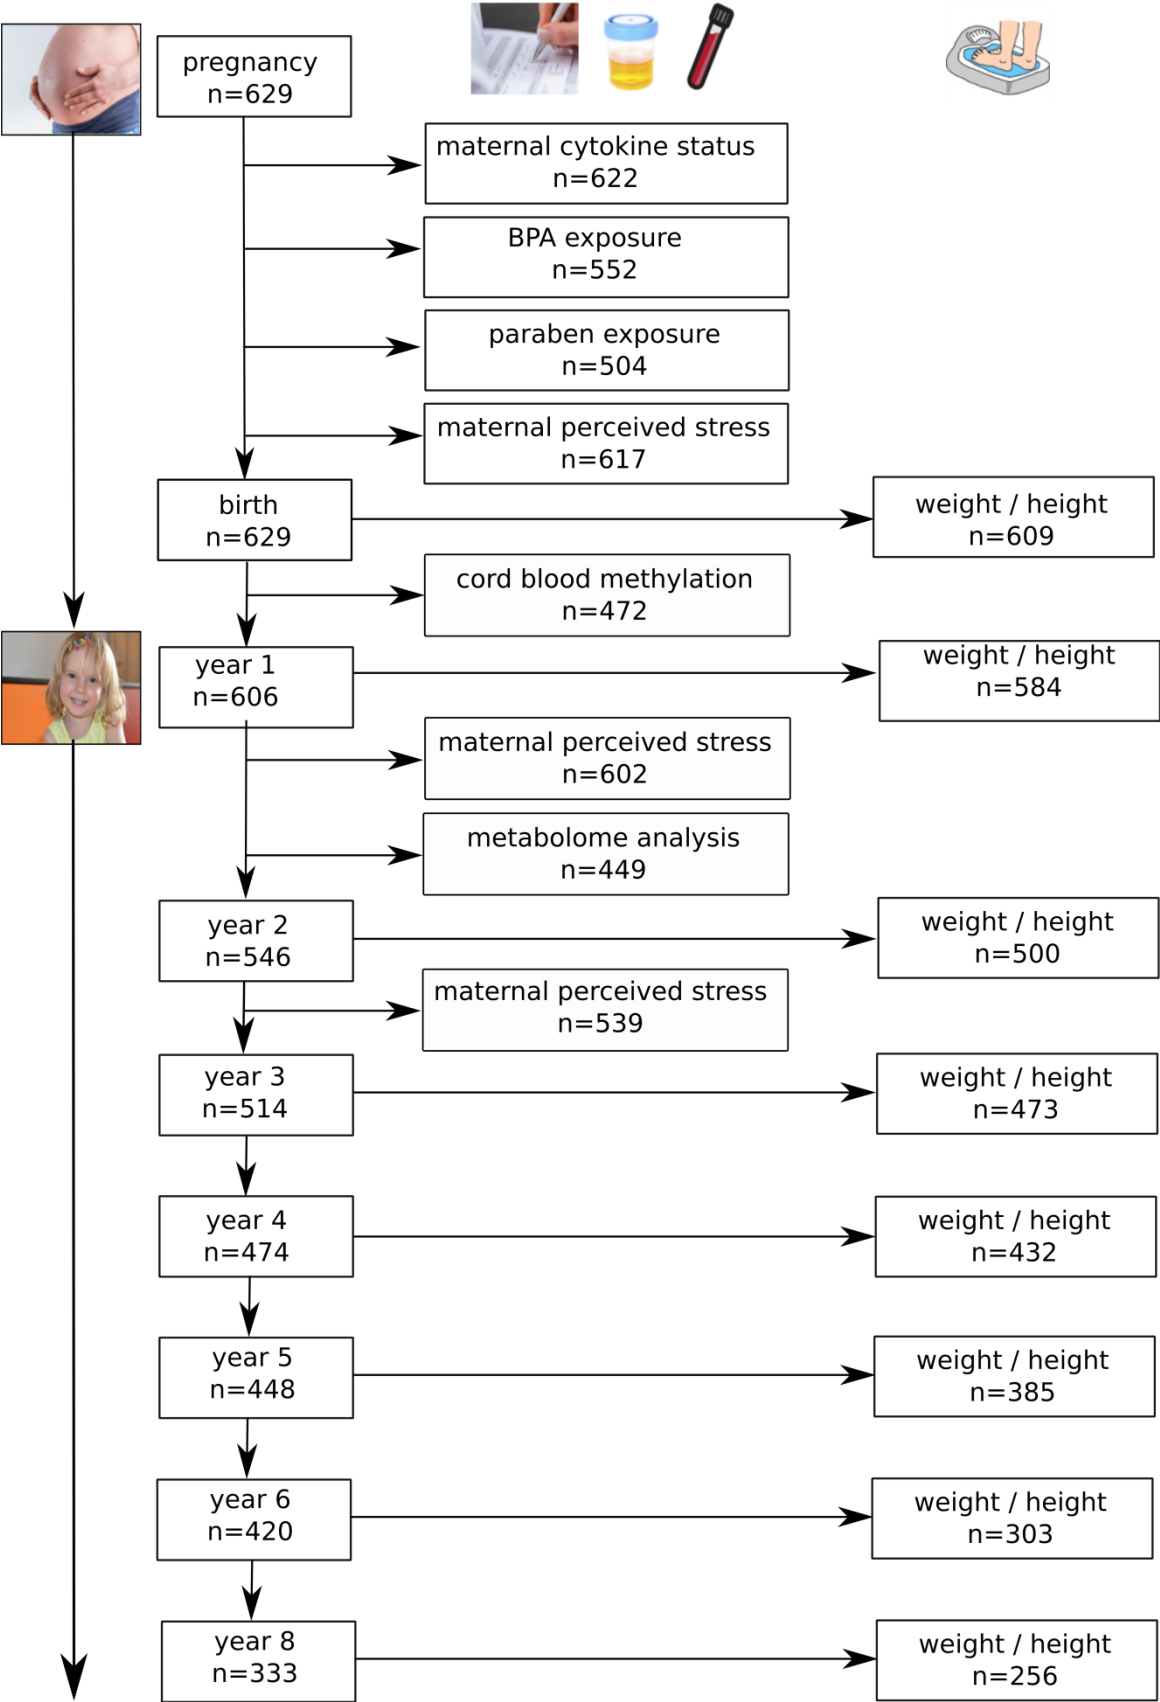 pregnancy
n=629
maternal cytokine status
n=622
BPA exposure
n=552
paraben exposure
n=504
maternal perceived stress
n=617
birth
n=629
weight / height
n=609
cord blood methylation
n=472
year 1
n=606
weight / height
n=584
maternal perceived stress
n=602
metabolome analysis
n=449
year 2
n=546
weight / height
n=500
maternal perceived stress
n=539
year 3
n=514
weight / height
n=473
year 4
n=474
weight / height
n=432
year 5
n=448
weight / height
n=385
year 6
n=420
weight / height
n=303
year 8
n=333
weight / height
n=256